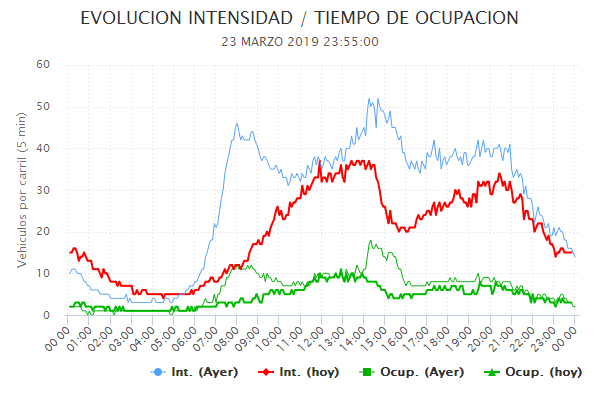 EVOLUCION INTENSIDAD / TIEMPO DE OCUPACION
23 MARZO 2019 23:55:00
Vehiculos por carril (5 min)
60
50
40
30
20
10
0
00:00 01:00 02:00 03:00 04:00 05:00 06:00 07:00 08:00 09:00 10:00 11:00 12:00 13:00 14:00 15:00 16:00 17:00 18:00 19:00 20:00 21:00 22:00 23:00 00:00
Int. (Ayer) Int. (hoy) Ocup. (Ayer) Ocup. (hoy)